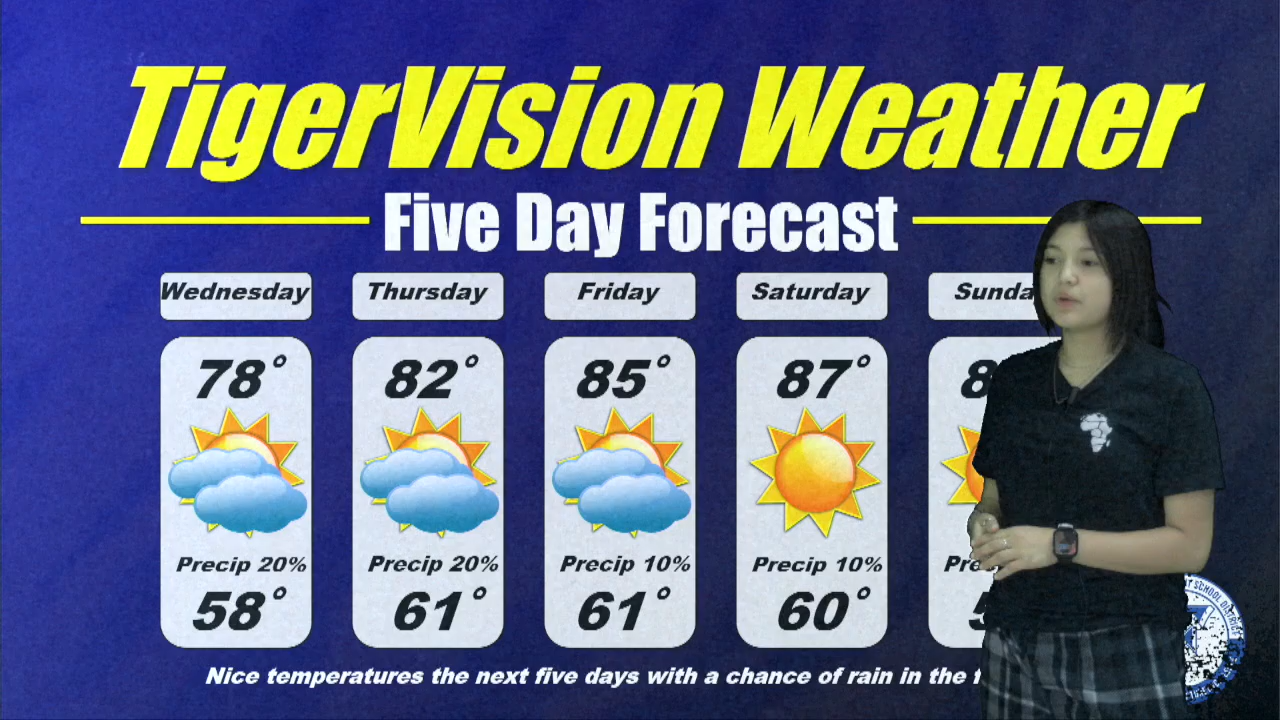 TigerVision Weather
Five Day Forecast
Wednesday Thursday Friday Saturday
78° 82° 85° 87°
Precip 20% Precip 20% Precip 10% Precip 10%
58° 61° 61° 60°
Nice temperatures the next five days with a chance of rain in the
SCHOOL